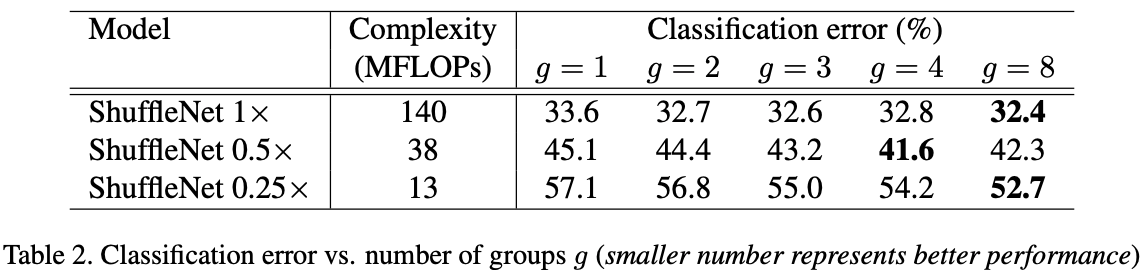 Model Complexity Classification error (%)
(MFLOPs) g = 1 g = 2 g = 3 g = 4 g = 8
ShuffleNet 1× 140 33.6 32.7 32.6 32.8 32.4
ShuffleNet 0.5× 38 45.1 44.4 43.2 41.6 42.3
ShuffleNet 0.25× 13 57.1 56.8 55.0 54.2 52.7
Table 2. Classification error vs. number of groups g (smaller number represents better performance)